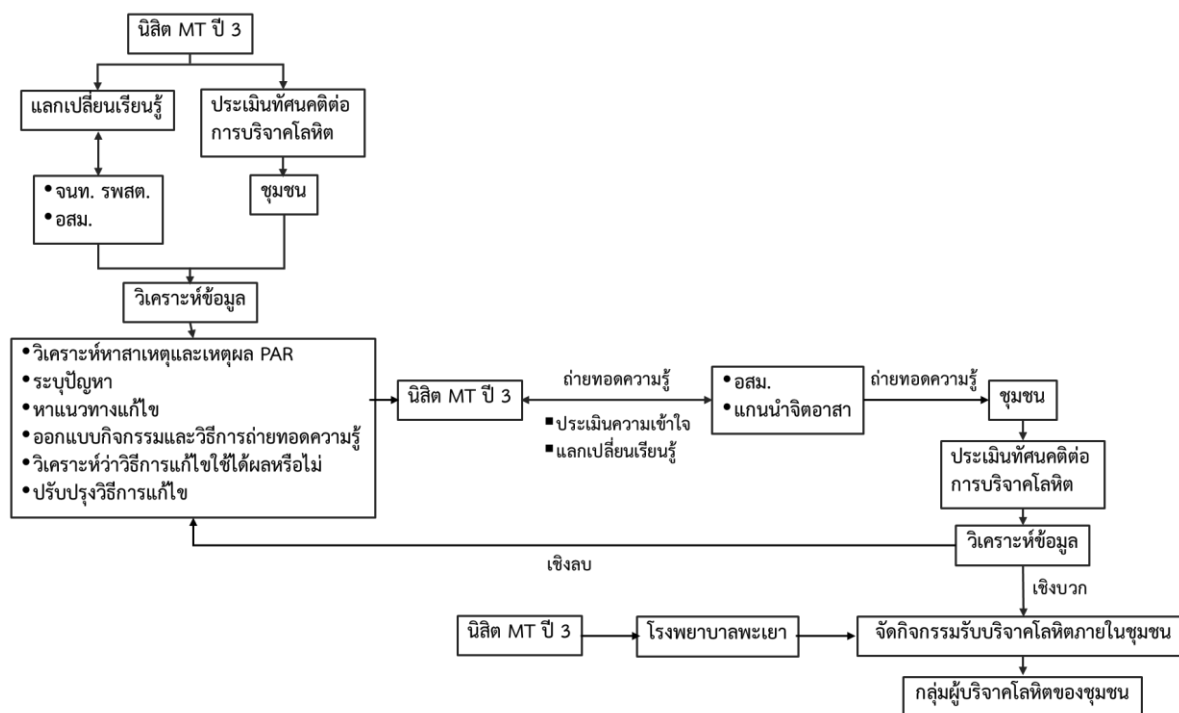 นิสิต MT ปี 3
แลกเปลี่ยนเรียนรู้
ประเมินทัศนคติต่อ
การบริจาคโลหิต
• จนท. รพสต.
• อสม.
ชุมชน
วิเคราะห์ข้อมูล
• วิเคราะห์หาสาเหตุและเหตุผล PAR
• ระบุปัญหา
• หาแนวทางแก้ไข
• ออกแบบกิจกรรมและวิธีการถ่ายทอดความรู้
• วิเคราะห์ว่าวิธีการแก้ไขใช้ได้ผลหรือไม่
• ปรับปรุงวิธีการแก้ไข
นิสิต MT ปี 3
ถ่ายทอดความรู้
▪ ประเมินความเข้าใจ
▪ แลกเปลี่ยนเรียนรู้
• อสม.
• แกนนำจิตอาสา
ถ่ายทอดความรู้
ชุมชน
ประเมินทัศนคติต่อ
การบริจาคโลหิต
วิเคราะห์ข้อมูล
เชิงลบ
เชิงบวก
นิสิต MT ปี 3
โรงพยาบาลพะเยา
จัดกิจกรรมรับบริจาคโลหิตภายในชุมชน
กลุ่มผู้บริจาคโลหิตของชุมชน